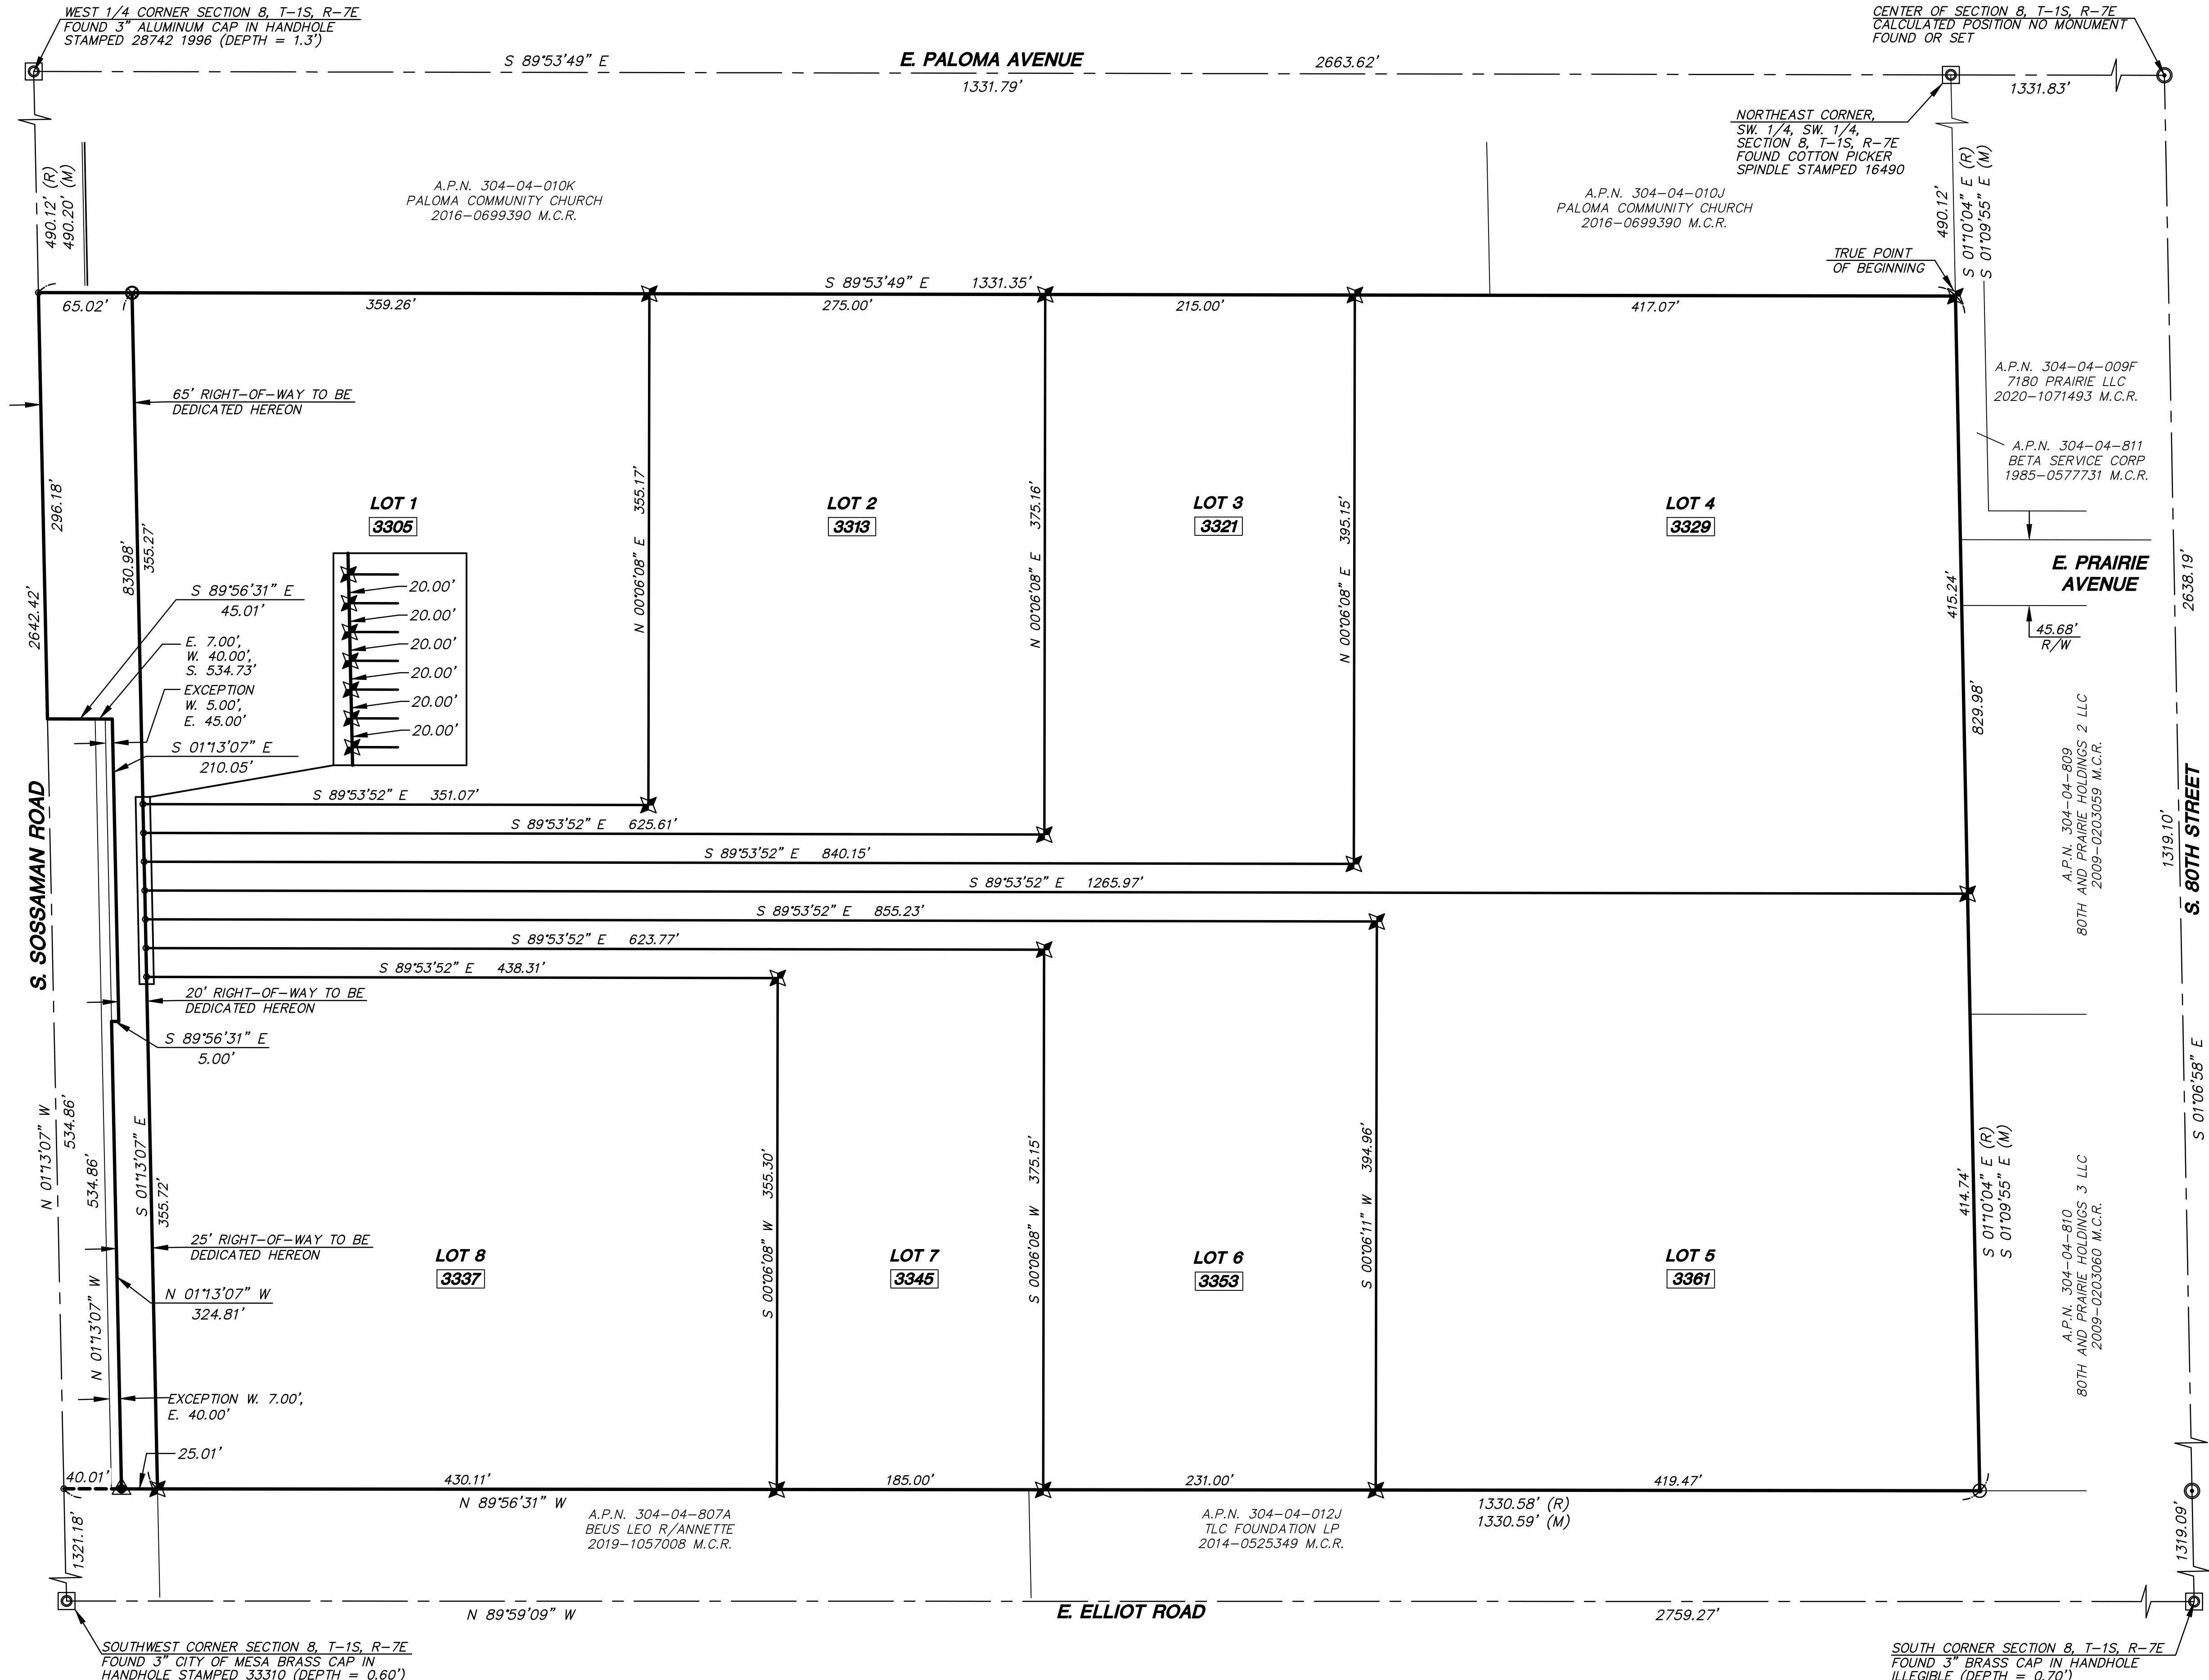 WEST 1/4 CORNER SECTION 8, T-1S, R-7E
FOUND 3" ALUMINUM CAP IN HANDHOLE
STAMPED 28742 1996 (DEPTH = 1.3')
CENTER OF SECTION 8, T-1S, R-7E
CALCULATED POSITION NO MONUMENT
FOUND OR SET
S 89°53'49" E
E. PALOMA AVENUE
2663.62'
1331.79'
1331.83'
NORTHEAST CORNER,
SW. 1/4, SW. 1/4,
SECTION 8, T-1S, R-7E
FOUND COTTON PICKER
SPINDLE STAMPED 16490
490.12' (R)
490.20' (M)
A.P.N. 304-04-010K
PALOMA COMMUNITY CHURCH
2016-0699390 M.C.R.
A.P.N. 304-04-010J
PALOMA COMMUNITY CHURCH
2016-0699390 M.C.R.
490.12'
S 01°10'04" E (R)
S 01°09'55" E (M)
TRUE POINT
OF BEGINNING
S 89°53'49" E 1331.35'
65.02'
359.26'
275.00'
215.00'
417.07'
65' RIGHT-OF-WAY TO BE
DEDICATED HEREON
A.P.N. 304-04-009F
7180 PRAIRIE LLC
2020-1071493 M.C.R.
A.P.N. 304-04-811
BETA SERVICE CORP
1985-0577731 M.C.R.
296.18'
2642.42'
830.98'
355.27'
LOT 1
3305
N 00°06'08" E 355.17'
LOT 2
3313
N 00°06'08" E 375.16'
LOT 3
3321
N 00°06'08" E 395.15'
LOT 4
3329
E. PRAIRIE
AVENUE
45.68'
R/W
415.24'
829.98'
2638.19'
S 89°56'31" E
45.01'
E. 7.00',
W. 40.00',
S. 534.73'
EXCEPTION
W. 5.00',
E. 45.00'
S 01°13'07" E
210.05'
20.00'
20.00'
20.00'
20.00'
20.00'
20.00'
S 89°53'52" E 351.07'
S 89°53'52" E 625.61'
S 89°53'52" E 840.15'
S 89°53'52" E 1265.97'
S 89°53'52" E 855.23'
S 89°53'52" E 623.77'
S 89°53'52" E 438.31'
S. SOSSAMAN ROAD
A.P.N. 304-04-809
80TH AND PRAIRIE HOLDINGS 2 LLC
2009-0203059 M.C.R.
1319.10'
S. 80TH STREET
S 01°06'58" E
20' RIGHT-OF-WAY TO BE
DEDICATED HEREON
S 89°56'31" E
5.00'
N 01°13'07" W
534.86'
534.86'
N 01°13'07" W
S 01°13'07" E
355.72'
25' RIGHT-OF-WAY TO BE
DEDICATED HEREON
N 01°13'07" W
324.81'
LOT 8
3337
S 00°06'08" W 355.30'
LOT 7
3345
S 00°06'08" W 375.15'
LOT 6
3353
S 00°06'11" W 394.96'
LOT 5
3361
414.74'
S 01°10'04" E (R)
S 01°09'55" E (M)
A.P.N. 304-04-810
80TH AND PRAIRIE HOLDINGS 3 LLC
2009-0203060 M.C.R.
EXCEPTION W. 7.00',
E. 40.00'
25.01'
40.01'
430.11'
185.00'
231.00'
419.47'
N 89°56'31" W
1330.58' (R)
1330.59' (M)
A.P.N. 304-04-807A
BEUS LEO R/ANNETTE
2019-1057008 M.C.R.
A.P.N. 304-04-012J
TLC FOUNDATION LP
2014-0525349 M.C.R.
1321.18'
1319.09'
N 89°59'09" W
E. ELLIOT ROAD
2759.27'
SOUTHWEST CORNER SECTION 8, T-1S, R-7E
FOUND 3" CITY OF MESA BRASS CAP IN
HANDHOLE STAMPED 33310 (DEPTH = 0.60')
SOUTH CORNER SECTION 8, T-1S, R-7E
FOUND 3" BRASS CAP IN HANDHOLE
ILLEGIBLE (DEPTH = 0.70')